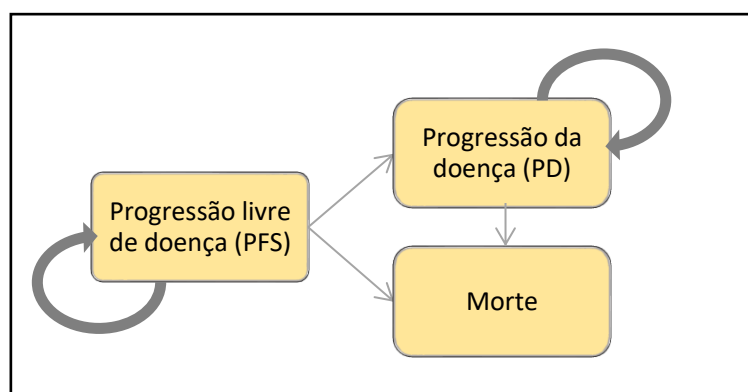 Progressão da
doença (PD)
Progressão livre
de doença (PFS)
Morte